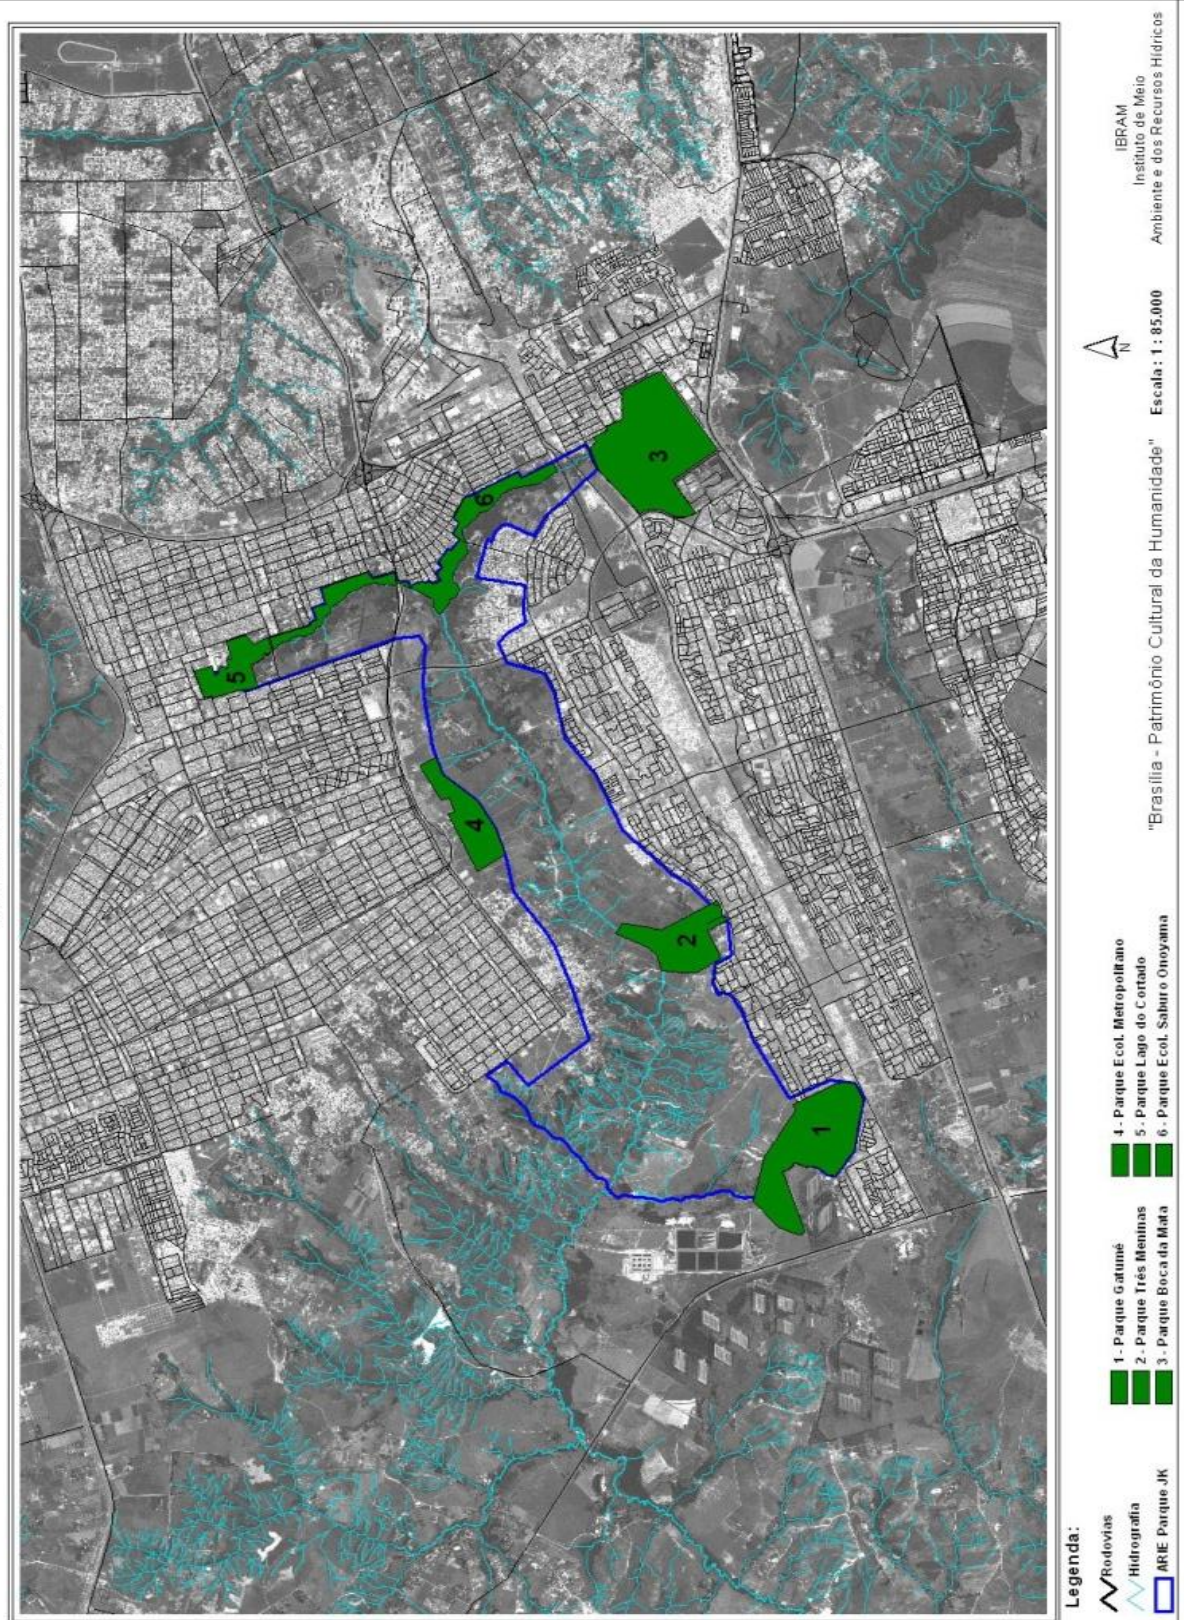 5
6
3
4
2
1
Legenda:
Rodovias
Hidrografia
ARIE Parque JK
1 - Parque Gatumé
2 - Parque Três Meninas
3 - Parque Boca da Mata
4 - Parque Ecol. Metropolitano
5 - Parque Lago do Cortado
6 - Parque Ecol. Saburo Onoyama
"Brasília - Patrimônio Cultural da Humanidade"
N
Escala : 1 : 85.000
IBRAM
Instituto de Meio
Ambiente e dos Recursos Hídricos